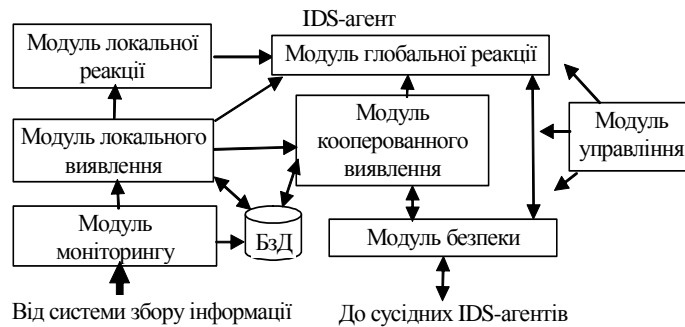 IDS-агент
Модуль локальної
реакції
Модуль глобальної реакції
Модуль локального
виявлення
Модуль
кооперованного
виявлення
Модуль
управління
Модуль
моніторингу
БзД
Модуль безпеки
Від системи збору інформації
До сусідніх IDS-агентів